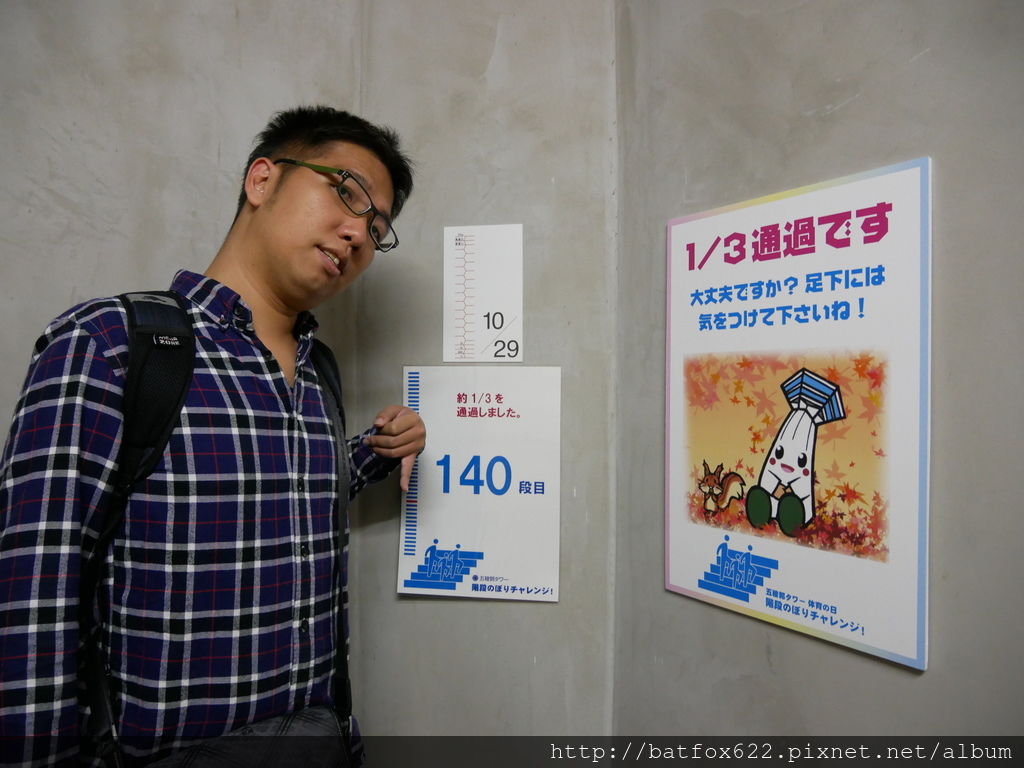 10/
/29
約1/3を
通過しました。
140段目
五稜郭タワー
階段のぼりチャレンジ!
1/3通過です
大丈夫ですか?足下には
気をつけて下さいね!
五稜郭タワー 体育の日
階段のぼりチャレンジ!
http://batfox622.pixnet.net/album